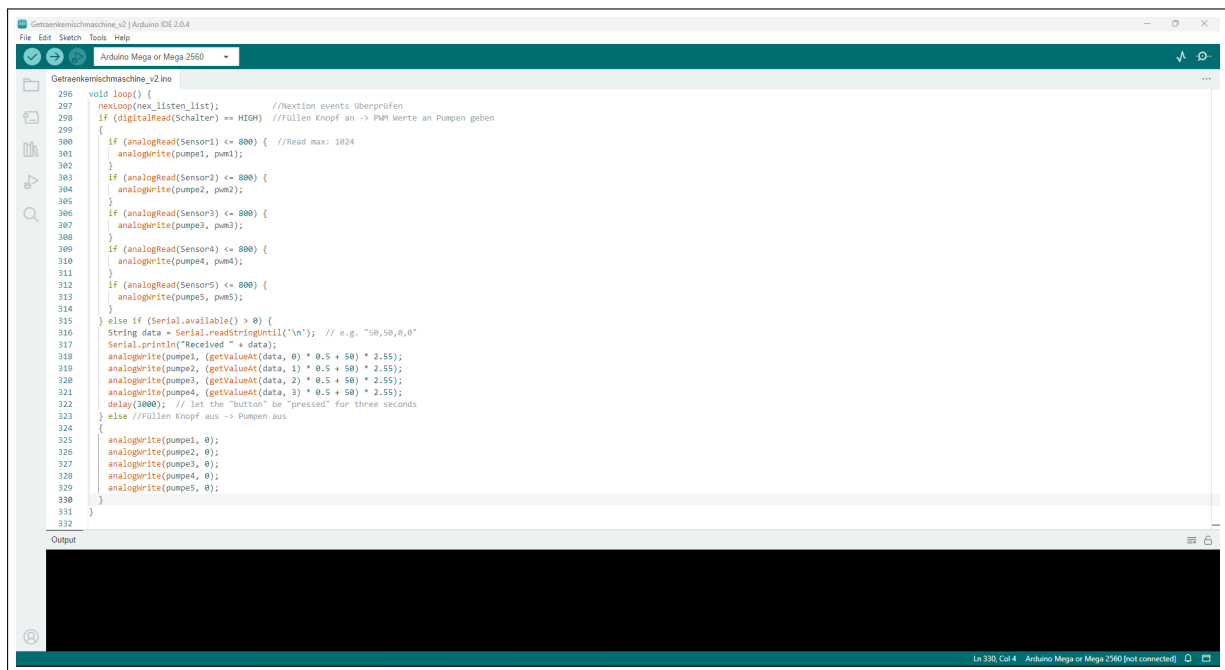 Getraenkemischmaschine_v2 | Arduino IDE 2.0.4
File Edit Sketch Tools Help
Arduino Mega or Mega 2560
Getraenkemischmaschine_v2.ino
296 void loop() {
297 nexLoop(nex_listen_list); //Nextion events überprüfen
298 if (digitalRead(Schalter) == HIGH) //Füllen Knopf an -> PWM Werte an Pumpen geben
299 {
300 if (analogRead(Sensor1) <= 800) { //Read max: 1024
301 analogWrite(pumpe1, pwm1);
302 }
303 if (analogRead(Sensor2) <= 800) {
304 analogWrite(pumpe2, pwm2);
305 }
306 if (analogRead(Sensor3) <= 800) {
307 analogWrite(pumpe3, pwm3);
308 }
309 if (analogRead(Sensor4) <= 800) {
310 analogWrite(pumpe4, pwm4);
311 }
312 if (analogRead(Sensor5) <= 800) {
313 analogWrite(pumpe5, pwm5);
314 }
315 } else if (Serial.available() > 0) {
316 String data = Serial.readStringUntil('\n'); // e.g. "50,50,0,0"
317 Serial.println("Received " + data);
318 analogWrite(pumpe1, (getValueAt(data, 0) * 0.5 + 50) * 2.55);
319 analogWrite(pumpe2, (getValueAt(data, 1) * 0.5 + 50) * 2.55);
320 analogWrite(pumpe3, (getValueAt(data, 2) * 0.5 + 50) * 2.55);
321 analogWrite(pumpe4, (getValueAt(data, 3) * 0.5 + 50) * 2.55);
322 delay(3000); // let the "button" be "pressed" for three seconds
323 } else //Füllen Knopf aus -> Pumpen aus
324 {
325 analogWrite(pumpe1, 0);
326 analogWrite(pumpe2, 0);
327 analogWrite(pumpe3, 0);
328 analogWrite(pumpe4, 0);
329 analogWrite(pumpe5, 0);
330 }
331 }
332
Output
Ln 330, Col 4 Arduino Mega or Mega 2560 [not connected]